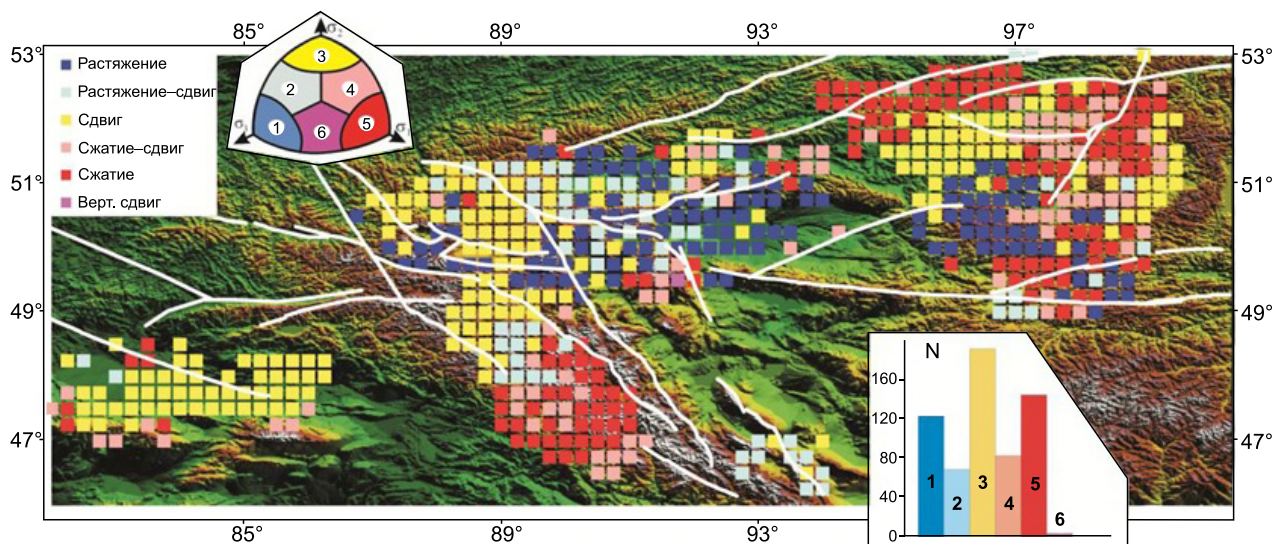 85° 89° 93° 97°
53° 53°
σ₂
3
2 4
1 6 5
σ₃ σ₁
Растяжение
Растяжение–сдвиг
Сдвиг
Сжатие–сдвиг
Сжатие
Верт. сдвиг
51° 51°
49° 49°
47° 47°
N
160
120
80
40
0
1 2 3 4 5 6
85° 89° 93°